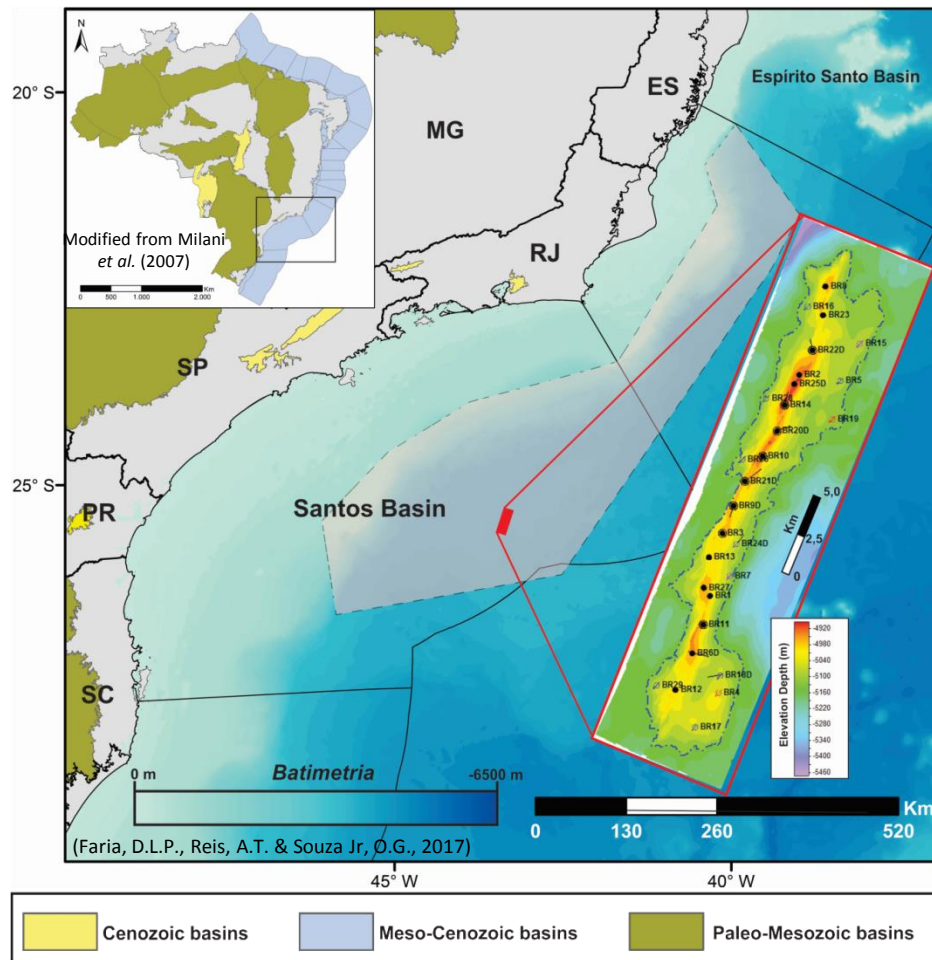 N
Modified from Milani
et al. (2007)
0 500 1.000 2.000
Km
20° S
25° S
45° W
40° W
ES
MG
RJ
SP
PR
SC
Espírito Santo Basin
Santos Basin
BR8
BR16
BR23
BR22D
BR15
BR2
BR5
BR25D
BR14
BR19
BR20D
BR10
BR21D
BR9D
BR3
BR24D
BR13
BR7
BR27
BR1
BR11
BR6D
BR18D
BR29
BR12
BR4
BR17
5,0
Km
2,5
0
Elevation Depth (m)
-4920
-4980
-5040
-5100
-5160
-5220
-5280
-5340
-5400
-5460
0 m Batimetria -6500 m
(Faria, D.L.P., Reis, A.T. & Souza Jr, O.G., 2017)
Km
0 130 260 520
Cenozoic basins
Meso-Cenozoic basins
Paleo-Mesozoic basins